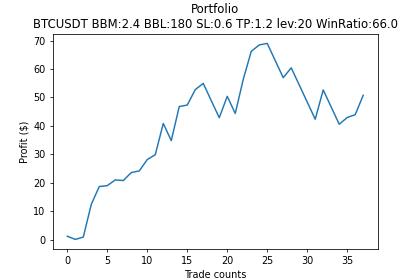 Portfolio
BTCUSDT BBM:2.4 BBL:180 SL:0.6 TP:1.2 lev:20 WinRatio:66.0
70
60
50
40
30
20
10
0
Profit ($)
0 5 10 15 20 25 30 35
Trade counts